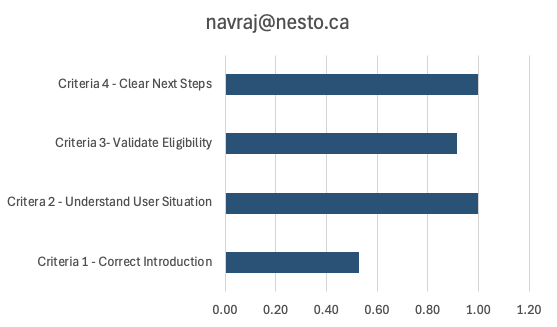 navraj@nesto.ca
Criteria 4 - Clear Next Steps
Criteria 3- Validate Eligibility
Critera 2 - Understand User Situation
Criteria 1 - Correct Introduction
0.00 0.20 0.40 0.60 0.80 1.00 1.20